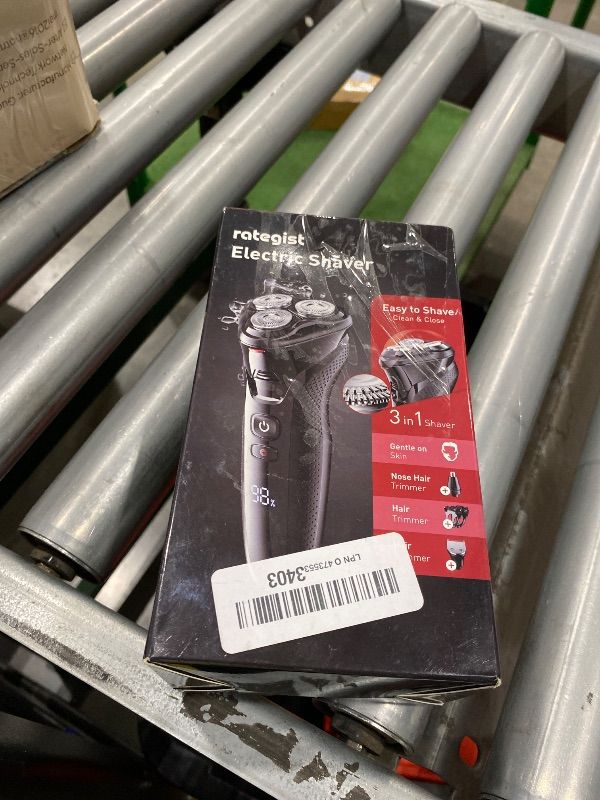 rategist
Electric Shaver
Easy to Shave
Clean & Close
3 in 1 Shaver
Gentle on
Skin
Nose Hair
Trimmer
Hair
Trimmer
98%
LPN O 4735533403